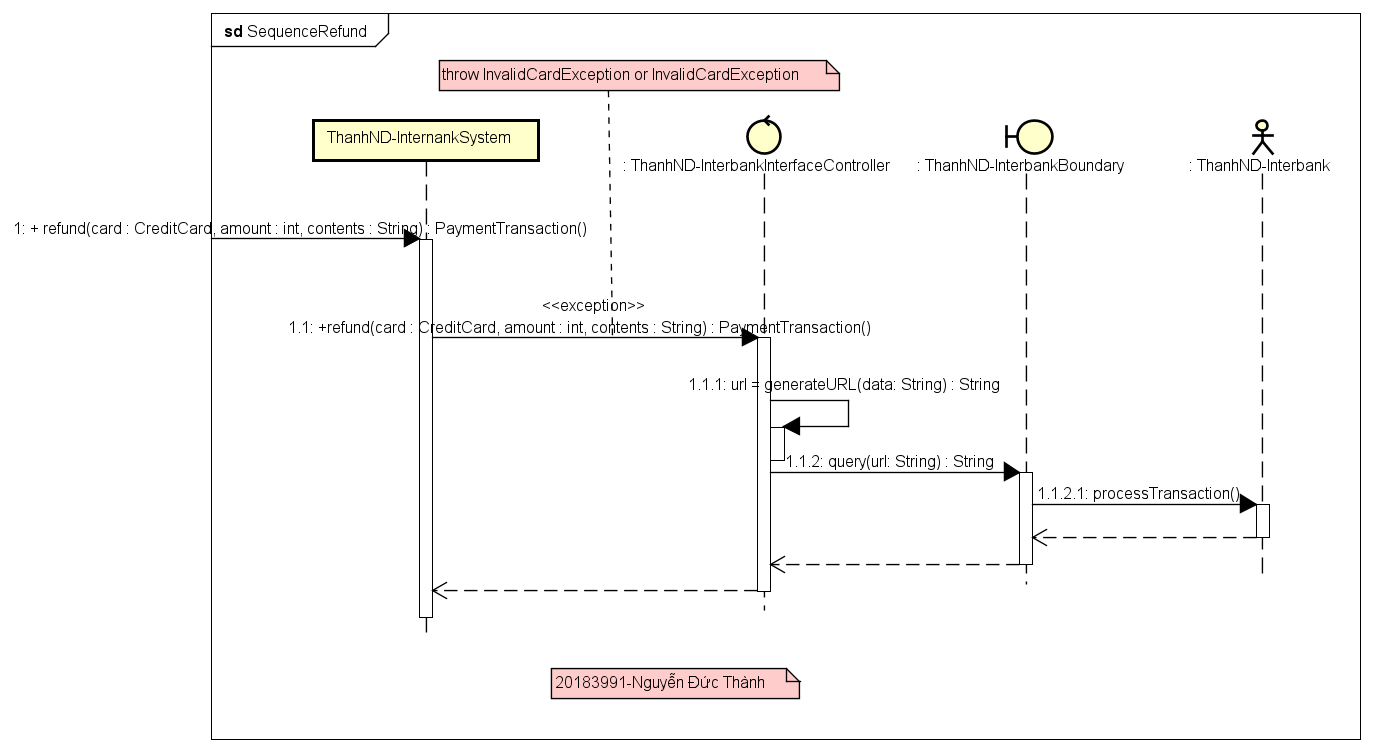 sd SequenceRefund
throw InvalidCardException or InvalidCardException
ThanhND-InternankSystem
: ThanhND-InterbankInterfaceController
: ThanhND-InterbankBoundary
: ThanhND-Interbank
1: + refund(card : CreditCard, amount : int, contents : String) : PaymentTransaction()
<<exception>>
1.1: +refund(card : CreditCard, amount : int, contents : String) : PaymentTransaction()
1.1.1: url = generateURL(data: String) : String
1.1.2: query(url: String) : String
1.1.2.1: processTransaction()
20183991-Nguyễn Đức Thành